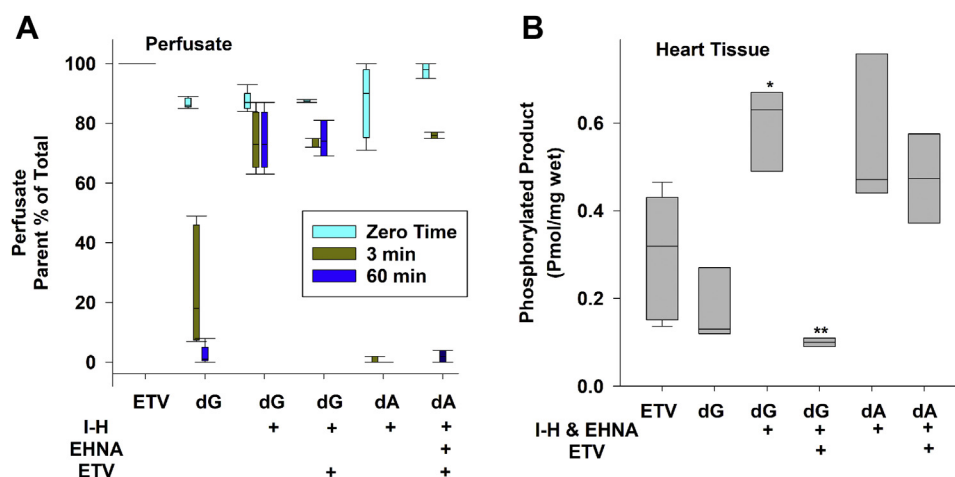 A
Perfusate
Perfusate
Parent % of Total
100
80
60
40
20
0
Zero Time
3 min
60 min
ETV dG dG dG dA dA
I-H + + + +
EHNA +
ETV + +
B
Heart Tissue
Phosphorylated Product
(Pmol/mg wet)
0.6
0.4
0.2
0.0
*
**
ETV dG dG dG dA dA
I-H & EHNA + + + +
ETV + +